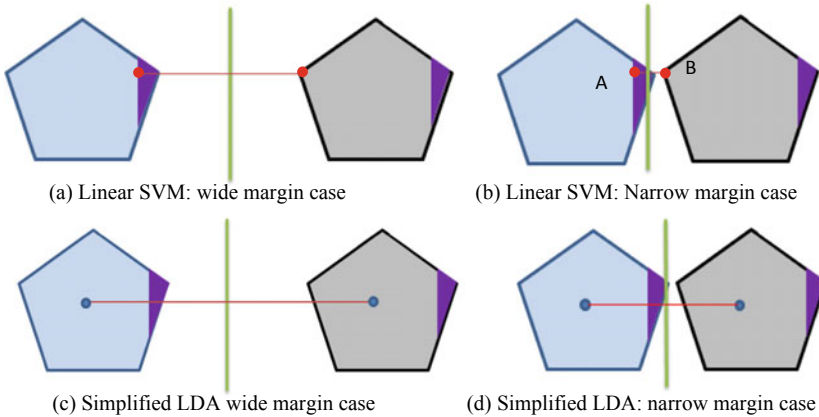 A
B
(a) Linear SVM: wide margin case
(b) Linear SVM: Narrow margin case
(c) Simplified LDA wide margin case
(d) Simplified LDA: narrow margin case